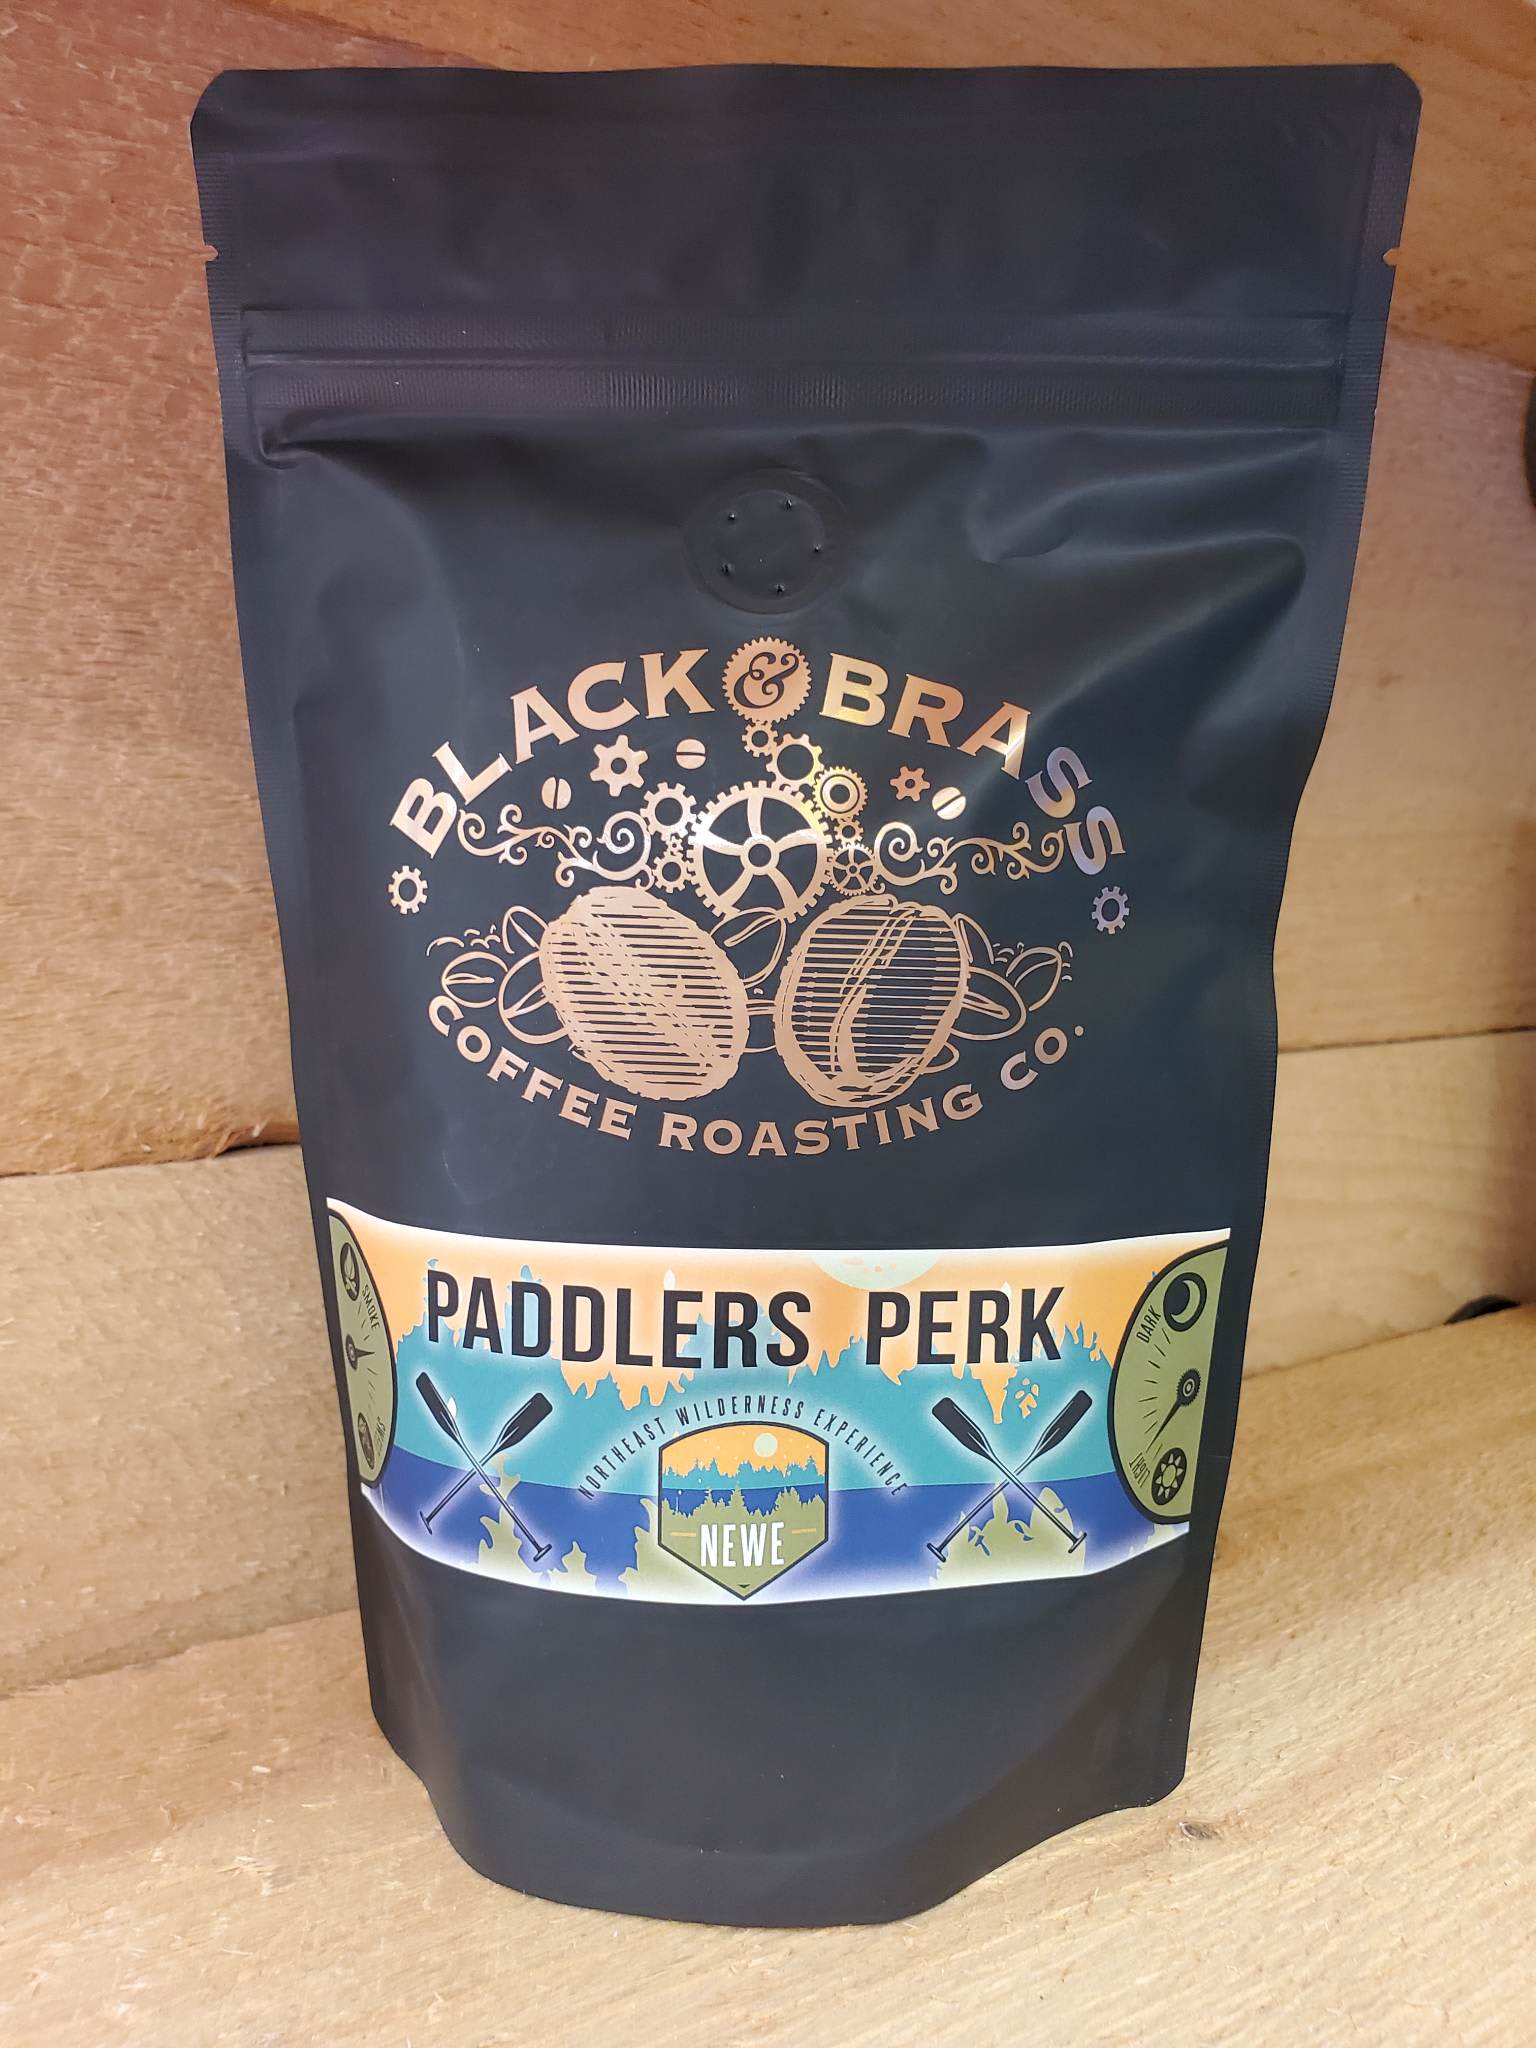 BLACK & BRASS
COFFEE ROASTING CO.
PADDLERS PERK
SMOKE
DARK
LIGHT
NORTHEAST WILDERNESS EXPERIENCE
NEWE